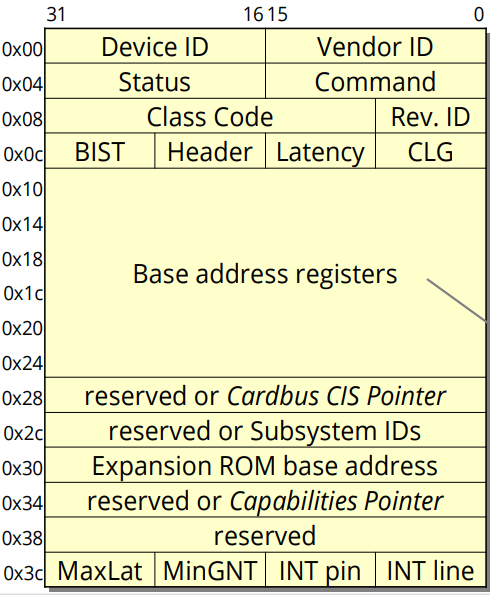 31 16 15 0
0x00 Device ID Vendor ID
0x04 Status Command
0x08 Class Code Rev. ID
0x0c BIST Header Latency CLG
0x10
0x14
0x18
Base address registers
0x1c
0x20
0x24
0x28 reserved or Cardbus CIS Pointer
0x2c reserved or Subsystem IDs
0x30 Expansion ROM base address
0x34 reserved or Capabilities Pointer
0x38 reserved
0x3c MaxLat MinGNT INT pin INT line